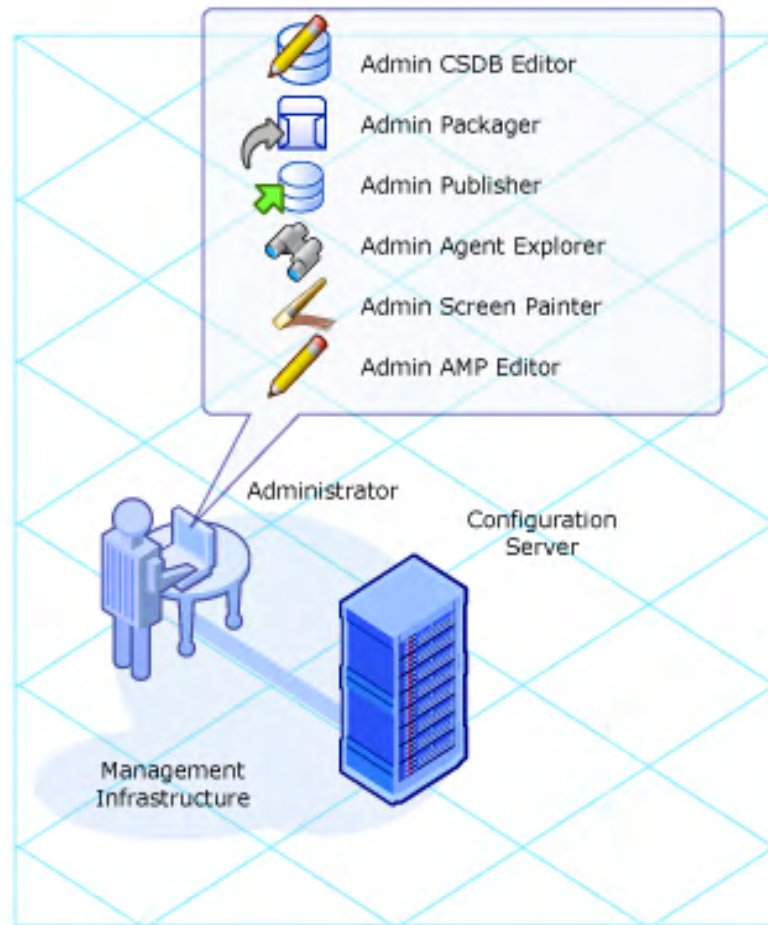 Admin CSDB Editor
Admin Packager
Admin Publisher
Admin Agent Explorer
Admin Screen Painter
Admin AMP Editor
Administrator
Configuration
Server
Management
Infrastructure